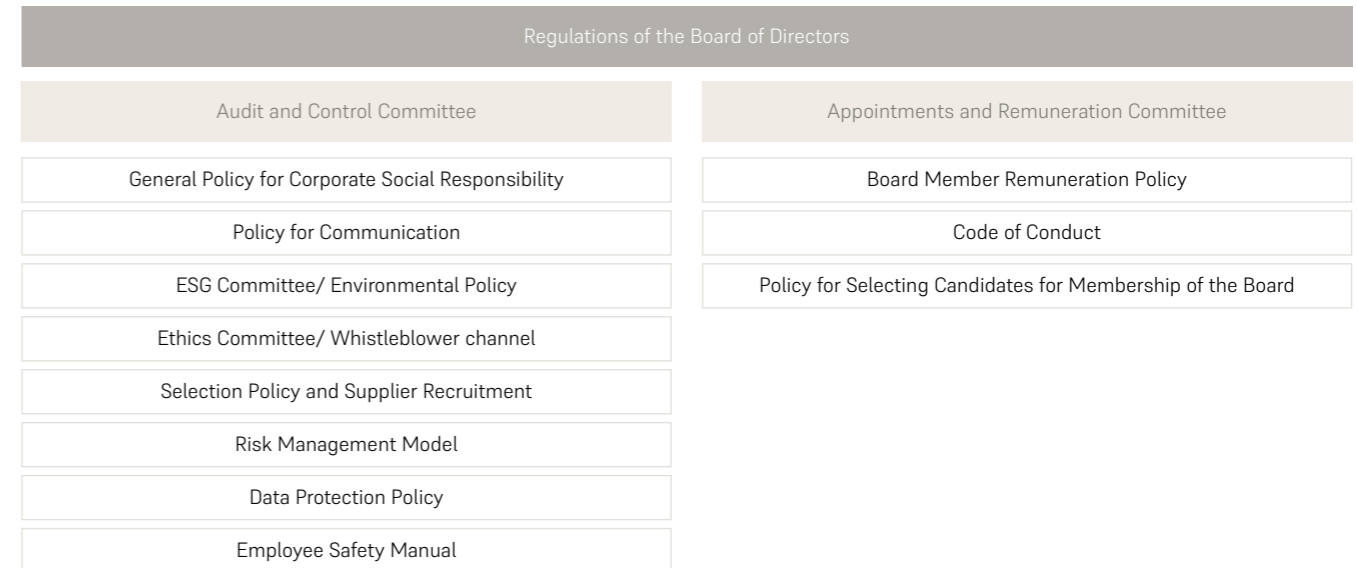 Regulations of the Board of Directors
Audit and Control Committee
Appointments and Remuneration Committee
General Policy for Corporate Social Responsibility
Board Member Remuneration Policy
Policy for Communication
Code of Conduct
ESG Committee/ Environmental Policy
Policy for Selecting Candidates for Membership of the Board
Ethics Committee/ Whistleblower channel
Selection Policy and Supplier Recruitment
Risk Management Model
Data Protection Policy
Employee Safety Manual